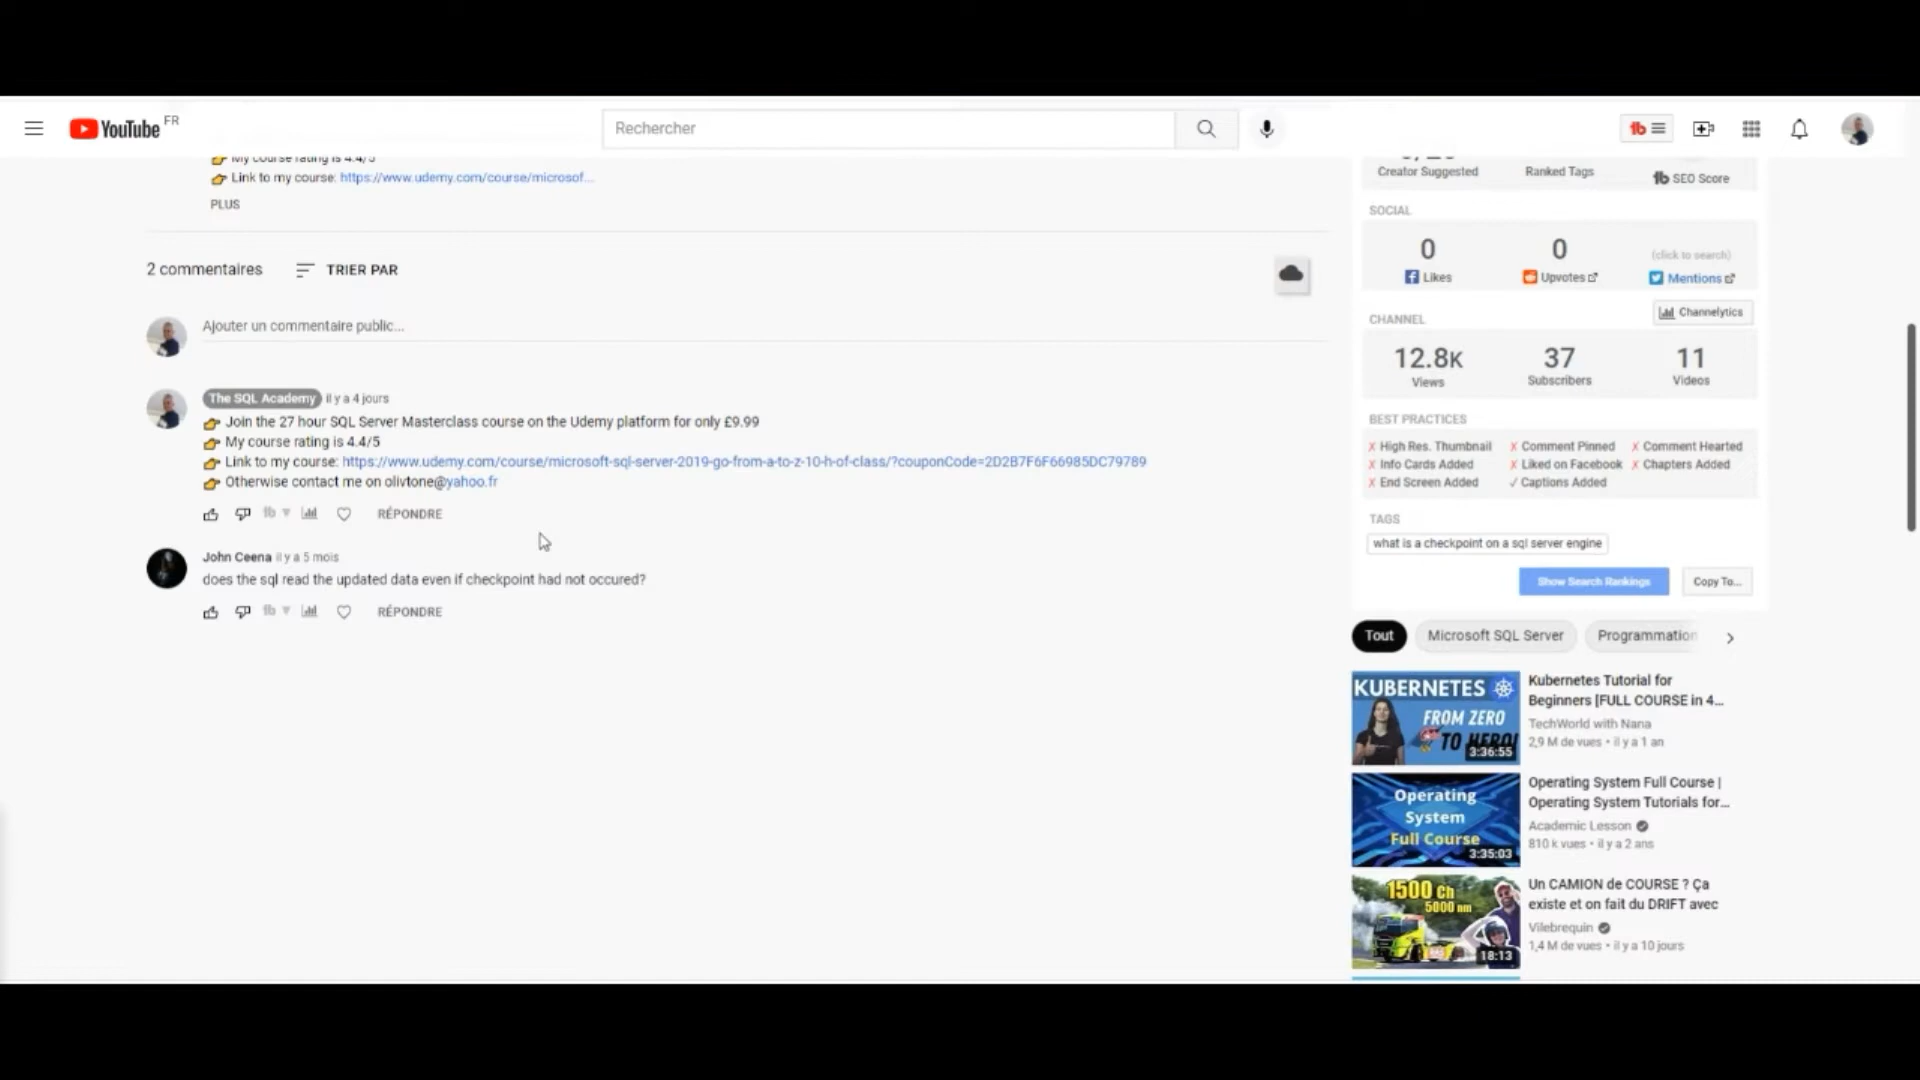 YouTube FR
Rechercher
My course rating is 4.4/5
Link to my course: https://www.udemy.com/course/microsof...
PLUS
2 commentaires
TRIER PAR
Ajouter un commentaire public...
The SQL Academy il y a 4 jours
Join the 27 hour SQL Server Masterclass course on the Udemy platform for only £9.99
My course rating is 4.4/5
Link to my course: https://www.udemy.com/course/microsoft-sql-server-2019-go-from-a-to-z-10-h-of-class/?couponCode=2D2B7F6F66985DC79789
Otherwise contact me on olivtone@yahoo.fr
RÉPONDRE
John Ceena il y a 5 mois
does the sql read the updated data even if checkpoint had not occured?
RÉPONDRE
Creator Suggested
Ranked Tags
SEO Score
SOCIAL
0
Likes
0
Upvotes
(click to search)
Mentions
CHANNEL
Channelytics
12.8K
Views
37
Subscribers
11
Videos
BEST PRACTICES
X High Res. Thumbnail X Comment Pinned X Comment Hearted
X Info Cards Added X Liked on Facebook X Chapters Added
X End Screen Added ✓ Captions Added
TAGS
what is a checkpoint on a sql server engine
Show Search Rankings
Copy To...
Tout
Microsoft SQL Server
Programmation
KUBERNETES
FROM ZERO
TO HERO!
3:36:55
Kubernetes Tutorial for
Beginners [FULL COURSE in 4...
TechWorld with Nana
2,9 M de vues • il y a 1 an
Operating
System
Full Course
3:35:03
Operating System Full Course |
Operating System Tutorials for...
Academic Lesson
810 k vues • il y a 2 ans
1500 Ch
5000 nm
18:13
Un CAMION de COURSE ? Ça
existe et on fait du DRIFT avec
Vilebrequin
1,4 M de vues • il y a 10 jours